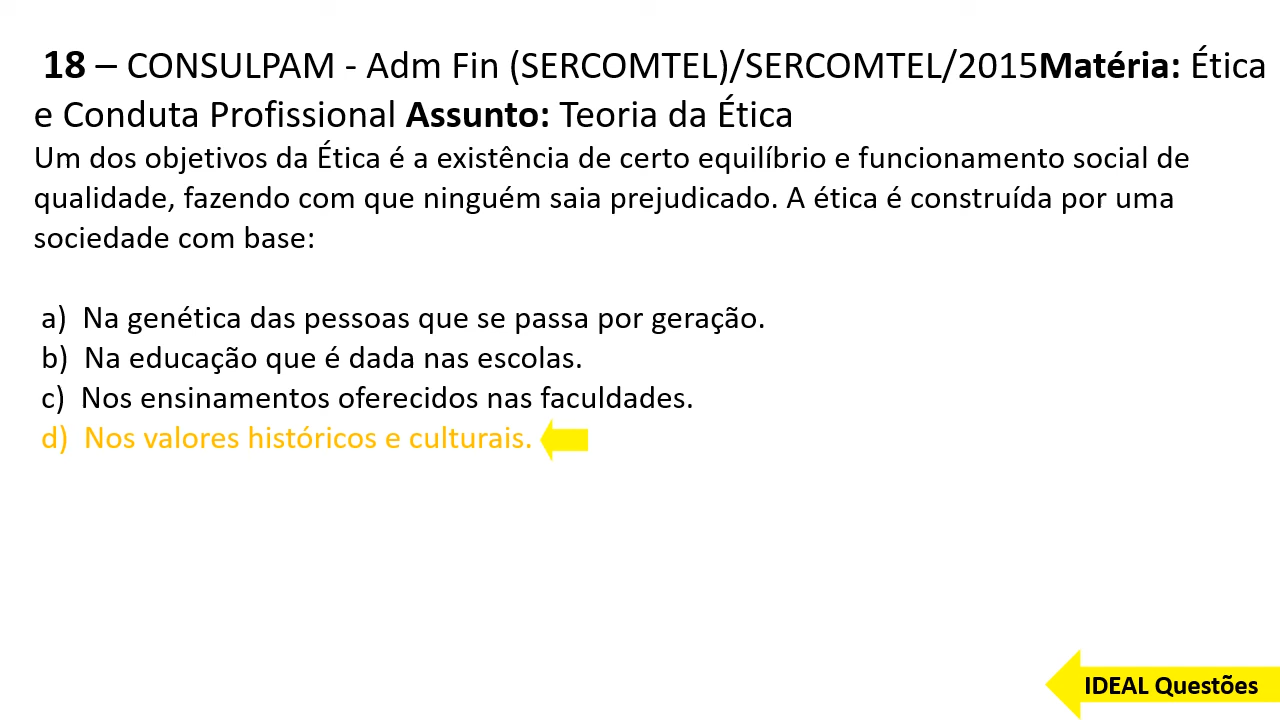 18 – CONSULPAM - Adm Fin (SERCOMTEL)/SERCOMTEL/2015Matéria: Ética
e Conduta Profissional Assunto: Teoria da Ética
Um dos objetivos da Ética é a existência de certo equilíbrio e funcionamento social de
qualidade, fazendo com que ninguém saia prejudicado. A ética é construída por uma
sociedade com base:
a) Na genética das pessoas que se passa por geração.
b) Na educação que é dada nas escolas.
c) Nos ensinamentos oferecidos nas faculdades.
d) Nos valores históricos e culturais.
IDEAL Questões